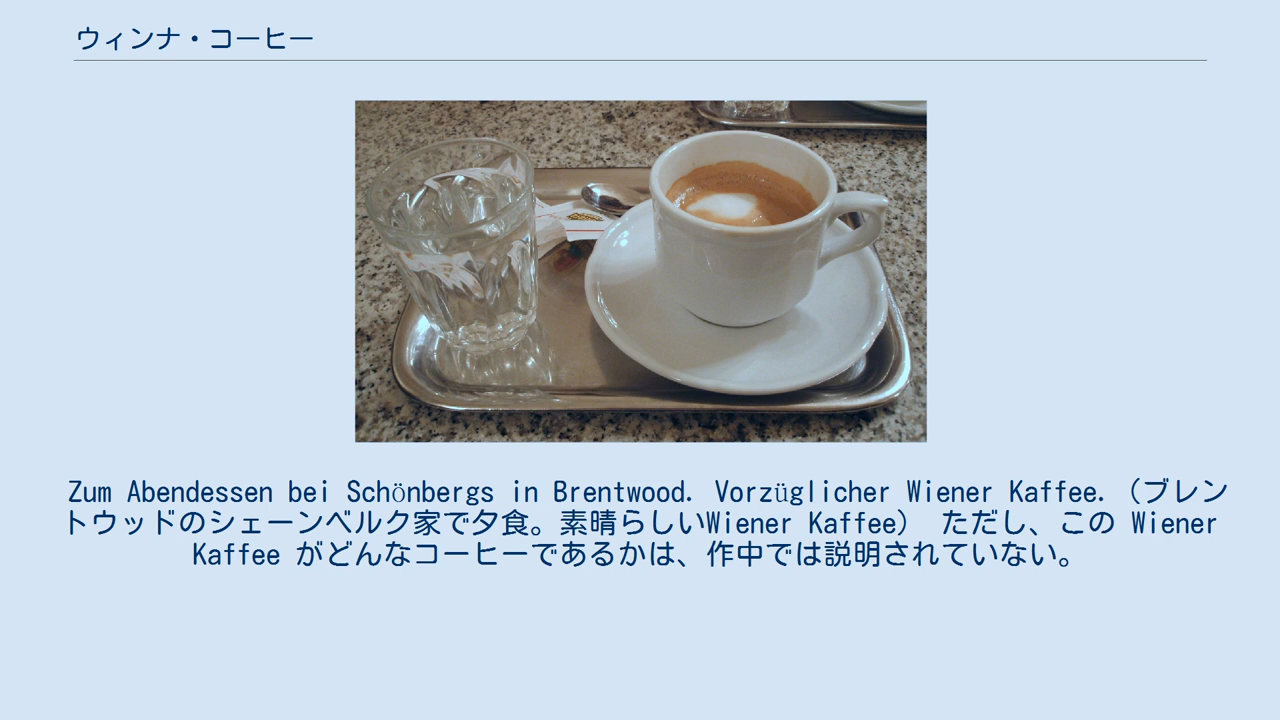 ウィンナ・コーヒー
Zum Abendessen bei Schönbergs in Brentwood. Vorzüglicher Wiener Kaffee. (ブレン
トウッドのシェーンベルク家で夕食。素晴らしいWiener Kaffee) ただし、この Wiener
Kaffee がどんなコーヒーであるかは、作中では説明されていない。